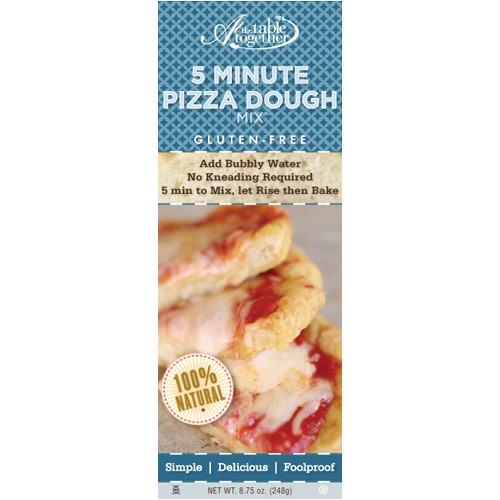 At the table together
5 MINUTE
PIZZA DOUGH
MIX™
GLUTEN-FREE
Add Bubbly Water
No Kneading Required
5 min to Mix, let Rise then Bake
100%
NATURAL
Simple | Delicious | Foolproof
NET WT. 8.75 oz. (248g)